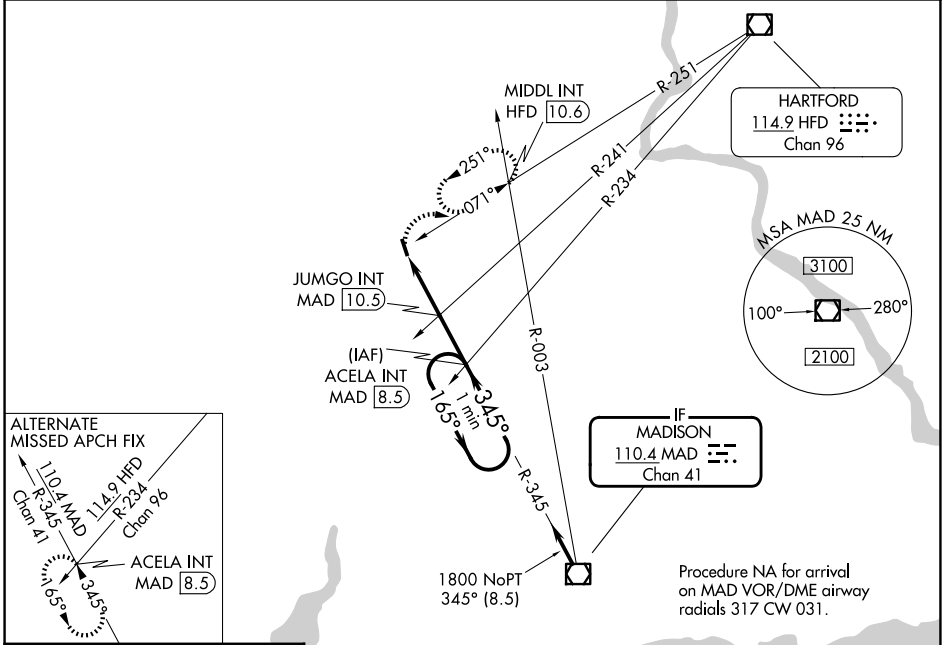 MIDDL INT
HFD 10.6
R-251
HARTFORD
114.9 HFD
Chan 96
251°
071°
R-241
R-234
MSA MAD 25 NM
3100
100°
280°
2100
JUMGO INT
MAD 10.5
(IAF)
ACELA INT
MAD 8.5
R-003
1 min
165°
345°
IF
MADISON
110.4 MAD
Chan 41
R-345
1800 NoPT
345° (8.5)
Procedure NA for arrival
on MAD VOR/DME airway
radials 317 CW 031.
ALTERNATE
MISSED APCH FIX
110.4 MAD
R-345
Chan 41
114.9 HFD
R-234
Chan 96
ACELA INT
MAD 8.5
165°
345°